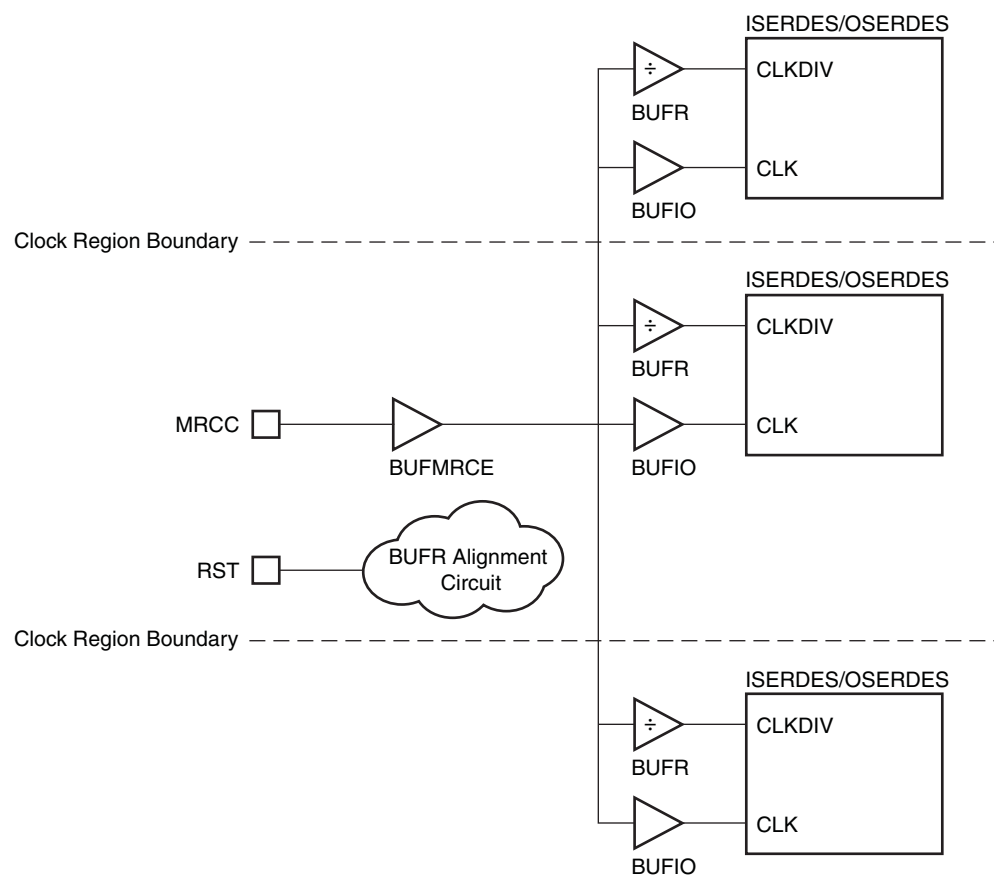 ISERDES/OSERDES
÷
CLKDIV
BUFR
CLK
BUFIO
Clock Region Boundary
ISERDES/OSERDES
÷
CLKDIV
BUFR
MRCC
CLK
BUFMRCE
BUFIO
BUFR Alignment
Circuit
RST
Clock Region Boundary
ISERDES/OSERDES
÷
CLKDIV
BUFR
CLK
BUFIO